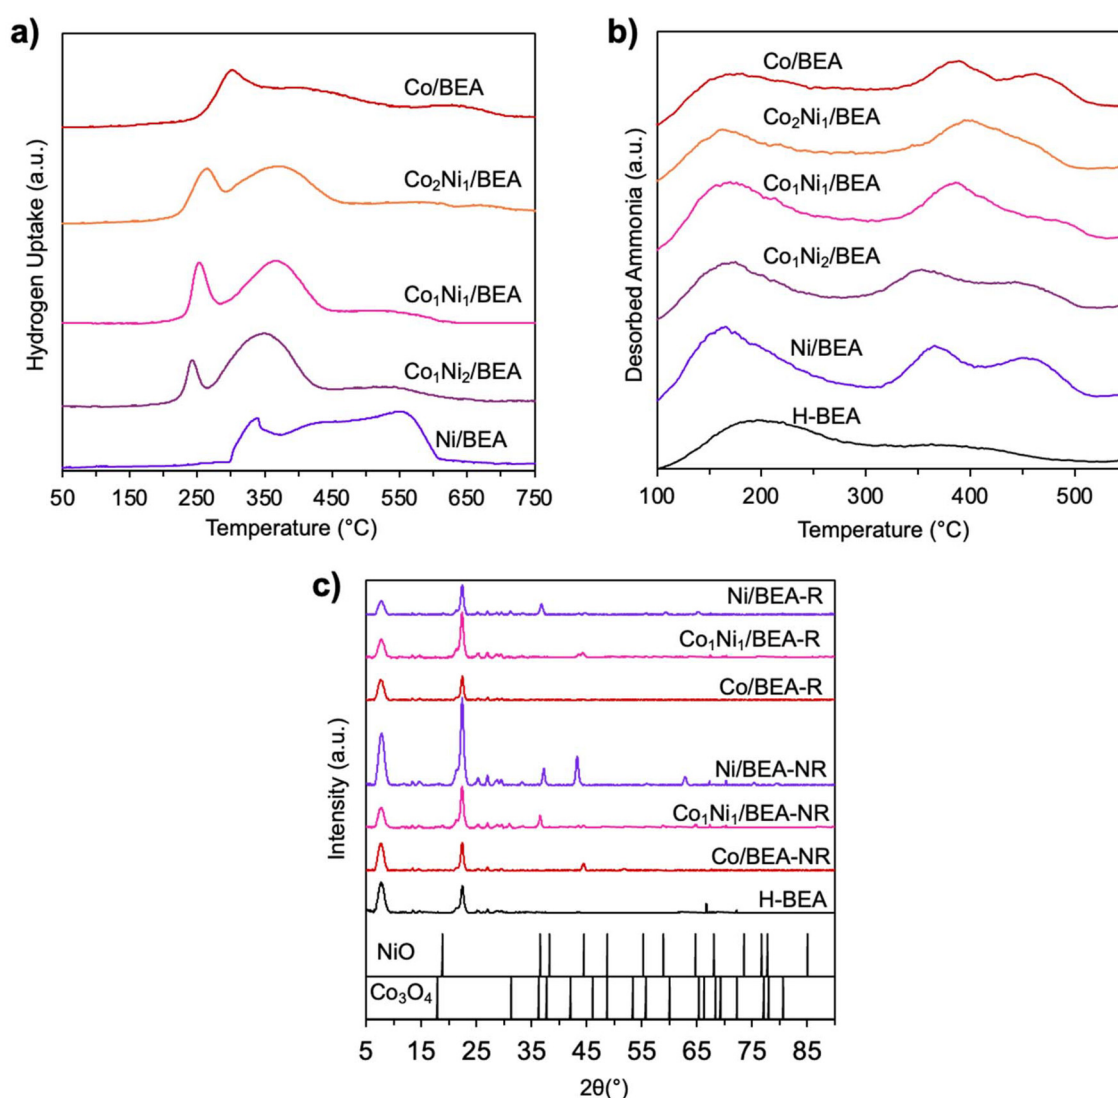 a)
Hydrogen Uptake (a.u.)
Co/BEA
Co₂Ni₁/BEA
Co₁Ni₁/BEA
Co₁Ni₂/BEA
Ni/BEA
50 150 250 350 450 550 650 750
Temperature (°C)
b)
Desorbed Ammonia (a.u.)
Co/BEA
Co₂Ni₁/BEA
Co₁Ni₁/BEA
Co₁Ni₂/BEA
Ni/BEA
H-BEA
100 200 300 400 500
Temperature (°C)
c)
Intensity (a.u.)
Ni/BEA-R
Co₁Ni₁/BEA-R
Co/BEA-R
Ni/BEA-NR
Co₁Ni₁/BEA-NR
Co/BEA-NR
H-BEA
NiO
Co₃O₄
5 15 25 35 45 55 65 75 85
2θ(°)